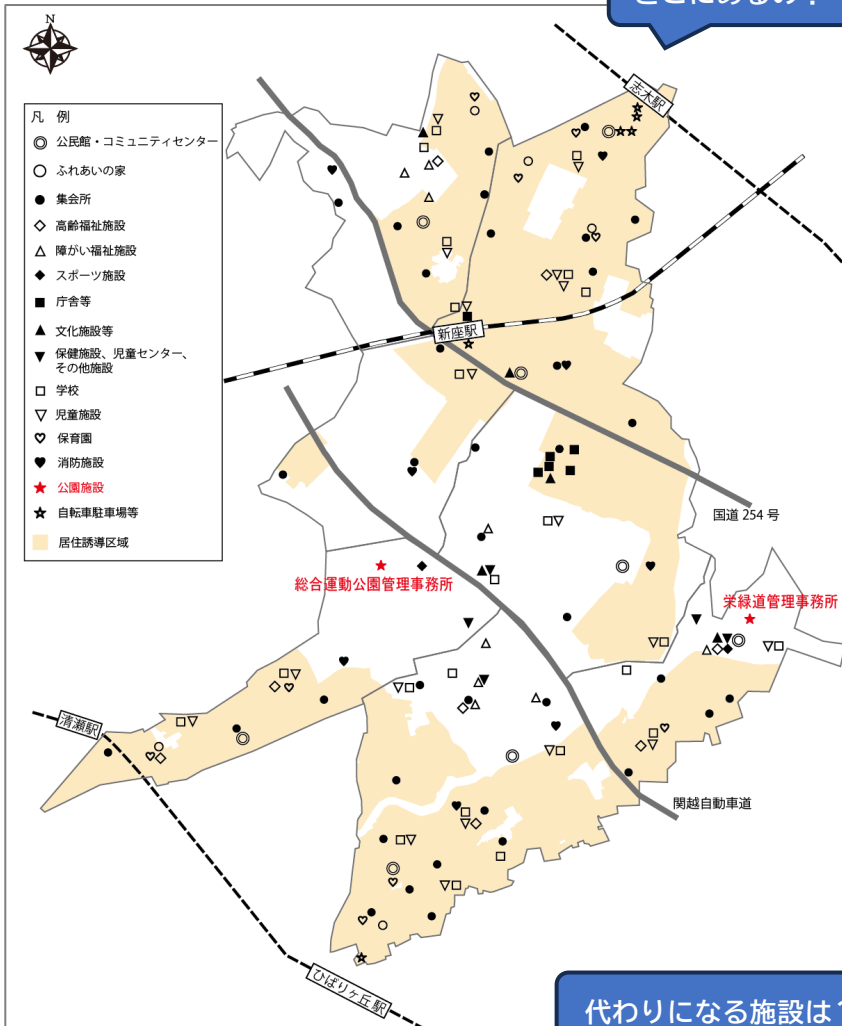 どこにあるの？
N
志木駅
凡 例
公民館・コミュニティセンター
ふれあいの家
集会所
高齢福祉施設
障がい福祉施設
スポーツ施設
庁舎等
文化施設等
保健施設、児童センター、
その他施設
学校
児童施設
保育園
消防施設
公園施設
自転車駐車場等
居住誘導区域
新座駅
国道 254 号
総合運動公園管理事務所
栄緑道管理事務所
清瀬駅
関越自動車道
ひばりヶ丘駅
代わりになる施設は？